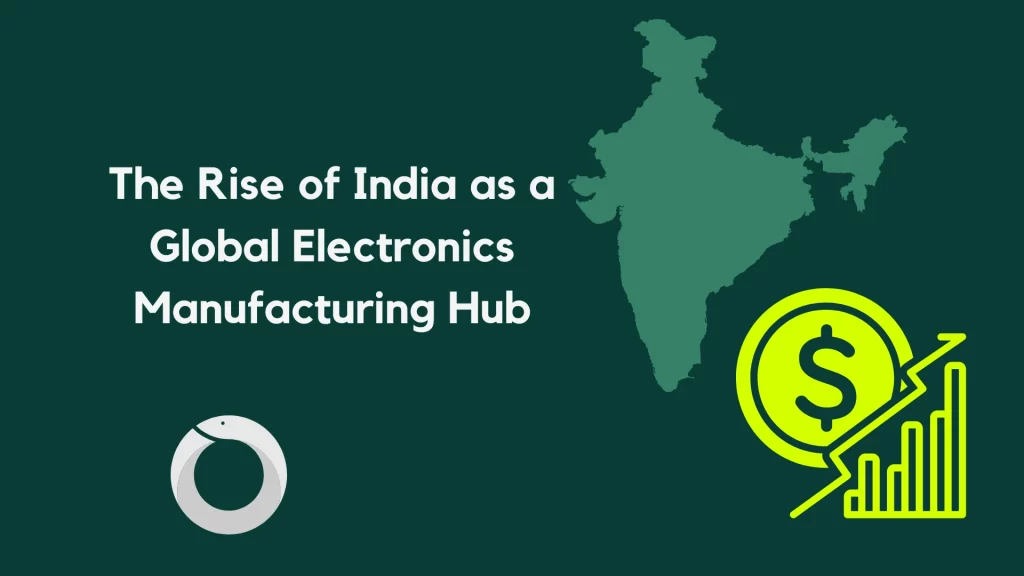 The Rise of India as a
Global Electronics
Manufacturing Hub
$